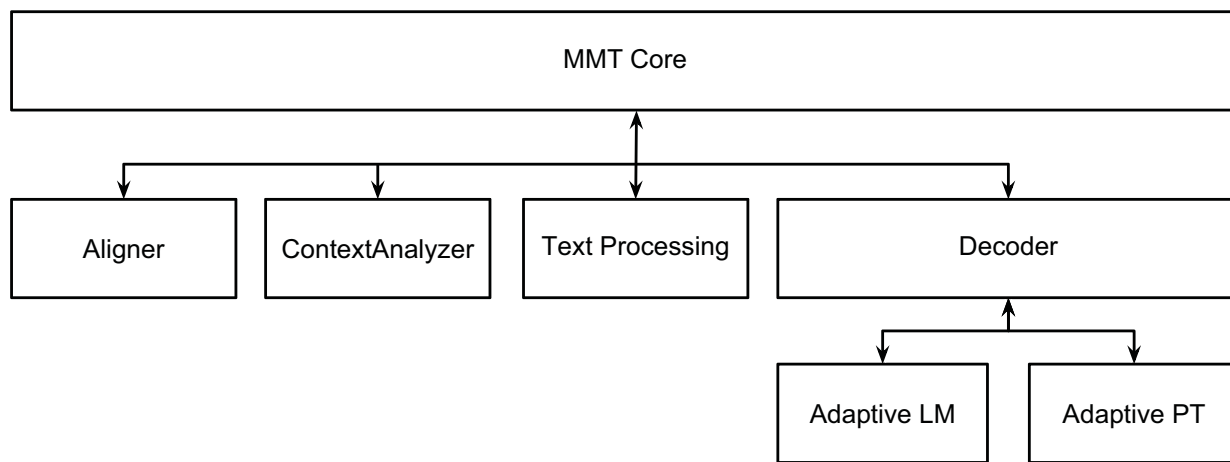 MMT Core
Aligner
ContextAnalyzer
Text Processing
Decoder
Adaptive LM
Adaptive PT